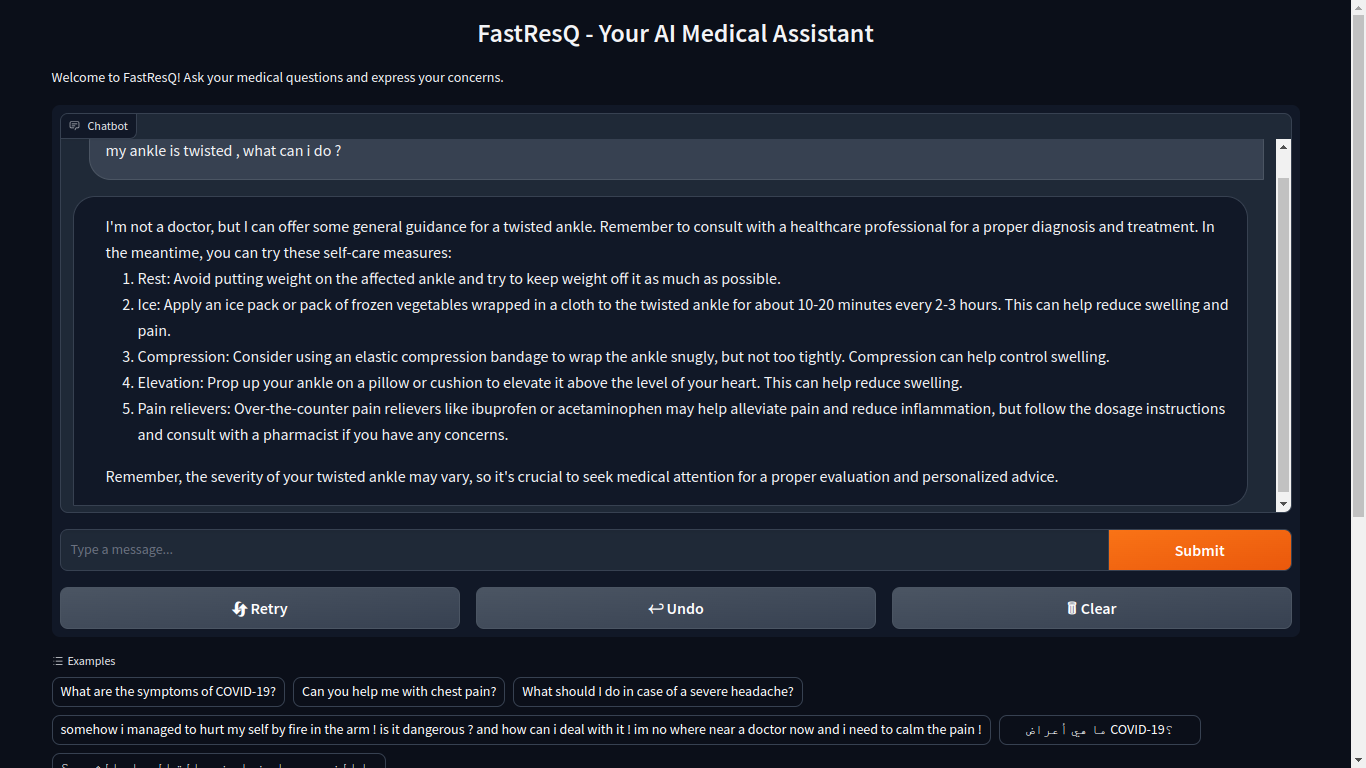 FastResQ - Your AI Medical Assistant
Welcome to FastResQ! Ask your medical questions and express your concerns.
Chatbot
my ankle is twisted , what can i do ?
I'm not a doctor, but I can offer some general guidance for a twisted ankle. Remember to consult with a healthcare professional for a proper diagnosis and treatment. In
the meantime, you can try these self-care measures:
1. Rest: Avoid putting weight on the affected ankle and try to keep weight off it as much as possible.
2. Ice: Apply an ice pack or pack of frozen vegetables wrapped in a cloth to the twisted ankle for about 10-20 minutes every 2-3 hours. This can help reduce swelling and
pain.
3. Compression: Consider using an elastic compression bandage to wrap the ankle snugly, but not too tightly. Compression can help control swelling.
4. Elevation: Prop up your ankle on a pillow or cushion to elevate it above the level of your heart. This can help reduce swelling.
5. Pain relievers: Over-the-counter pain relievers like ibuprofen or acetaminophen may help alleviate pain and reduce inflammation, but follow the dosage instructions
and consult with a pharmacist if you have any concerns.
Remember, the severity of your twisted ankle may vary, so it's crucial to seek medical attention for a proper evaluation and personalized advice.
Type a message...
Submit
Retry
Undo
Clear
Examples
What are the symptoms of COVID-19?
Can you help me with chest pain?
What should I do in case of a severe headache?
somehow i managed to hurt my self by fire in the arm ! is it dangerous ? and how can i deal with it ! im no where near a doctor now and i need to calm the pain !
ما هي أعراض COVID-19؟